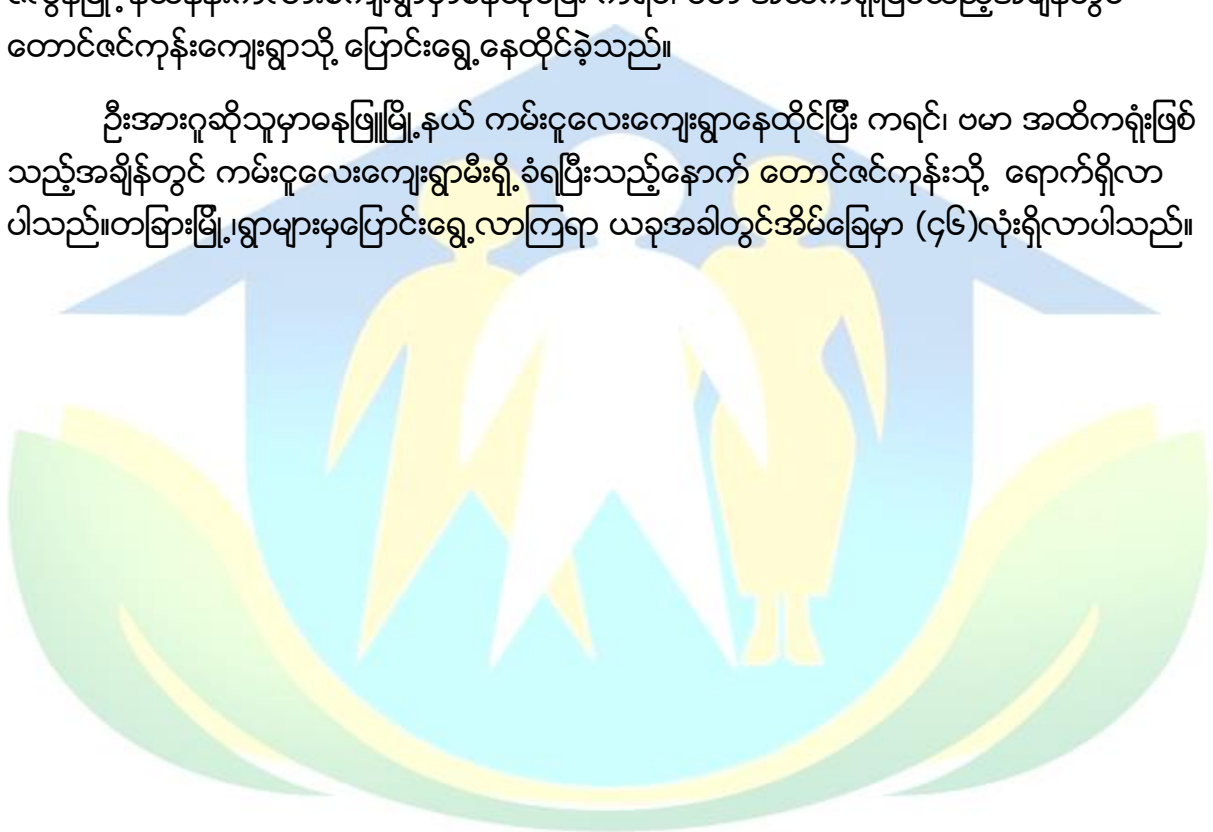 တောင်ဇင်ကုန်းကျေးရွာသို့ ပြောင်းရွှေ့နေထိုင်ခဲ့သည်။
ဦးအားဂူဆိုသူမှာဓနုဖြူမြို့နယ် ကမ်းငူလေးကျေးရွာနေထိုင်ပြီး ကရင်၊ ဗမာ အထိကရုံးဖြစ်
သည့်အချိန်တွင် ကမ်းငူလေးကျေးရွာမီးရှို့ခံရပြီးသည့်နောက် တောင်ဇင်ကုန်းသို့ ရောက်ရှိလာ
ပါသည်။တခြားမြို့၊ရွာများမှပြောင်းရွှေ့လာကြရာ ယခုအခါတွင်အိမ်ခြေမှာ (၄၆)လုံးရှိလာပါသည်။